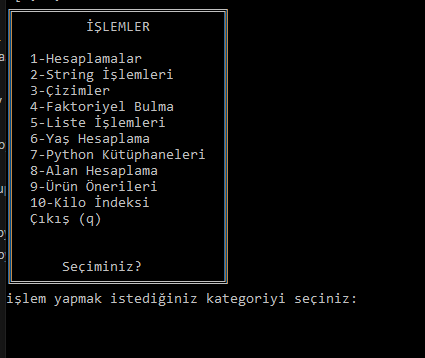 İŞLEMLER
1-Hesaplamalar
2-String İşlemleri
3-Çizimler
4-Faktoriyel Bulma
5-Liste İşlemleri
6-Yaş Hesaplama
7-Python Kütüphaneleri
8-Alan Hesaplama
9-Ürün Önerileri
10-Kilo İndeksi
Çıkış (q)
Seçiminiz?
işlem yapmak istediğiniz kategoriyi seçiniz: